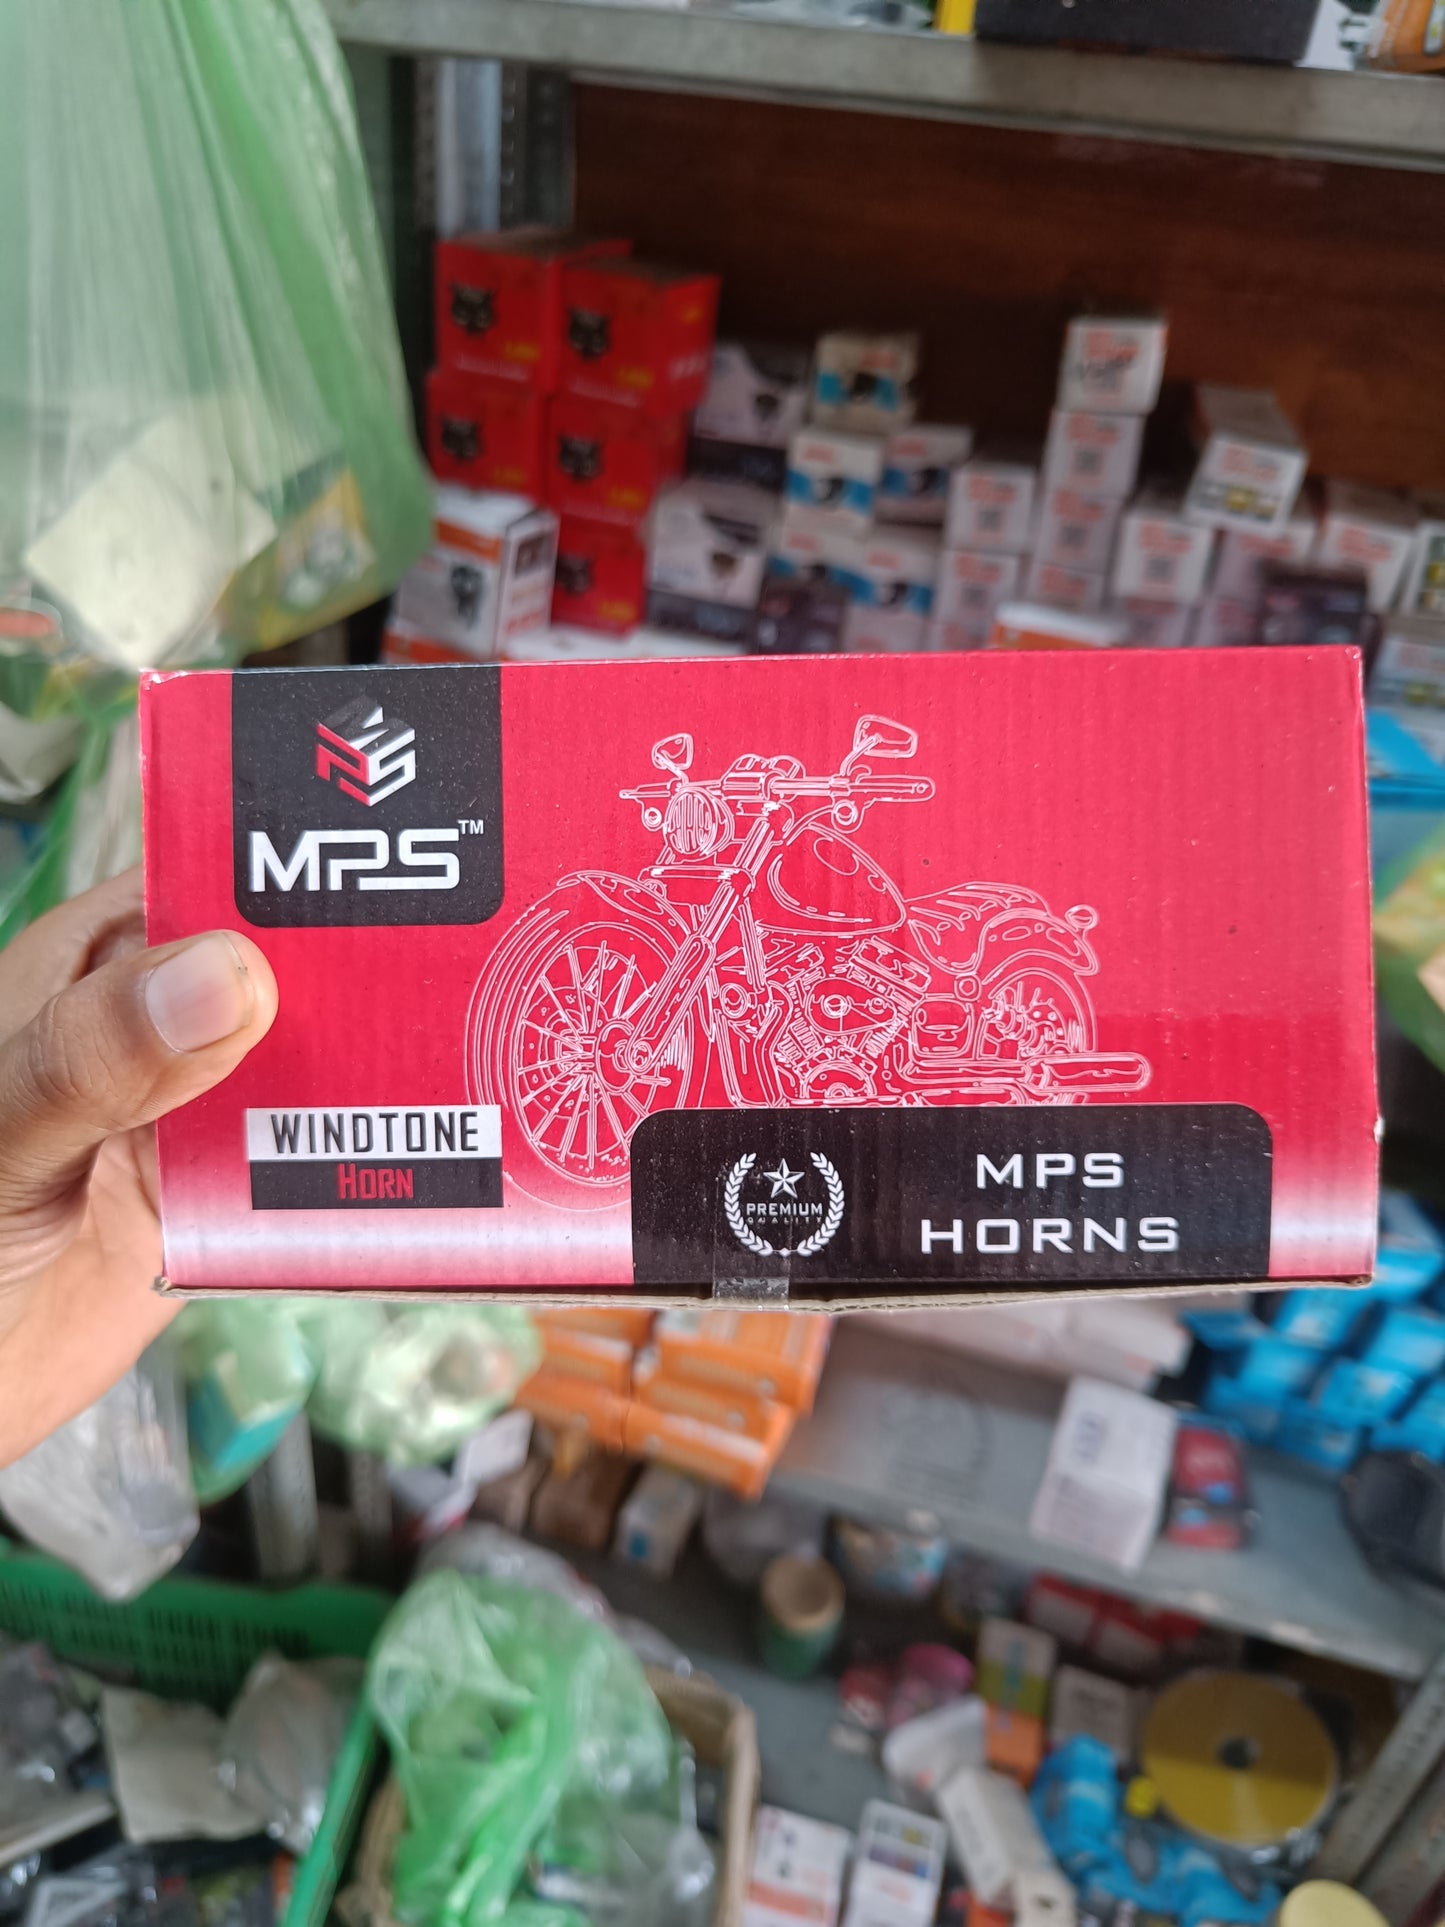 MPS™
WINDTONE
HORN
PREMIUM
QUALITY
MPS
HORNS